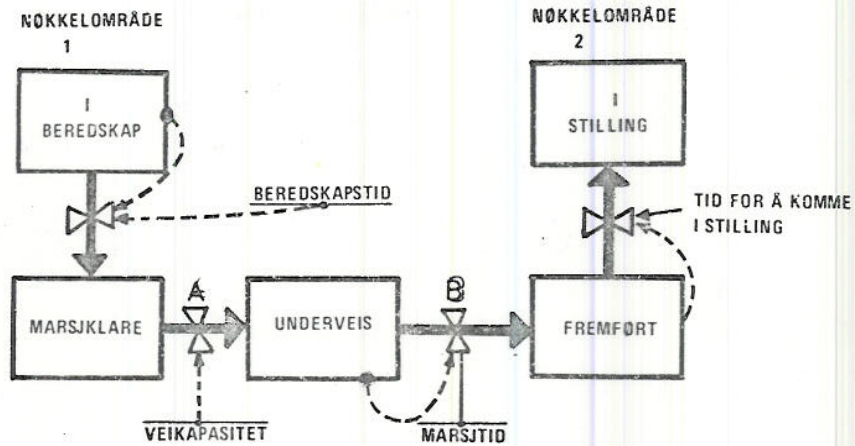 NØKKELOMRÅDE
1
NØKKELOMRÅDE
2
I
BEREDSKAP
I
STILLING
BEREDSKAPSTID
TID FOR Å KOMME
I STILLING
MARSJKLARE
A
UNDERVEIS
B
FREMFØRT
VEIKAPASITET
MARSJTID